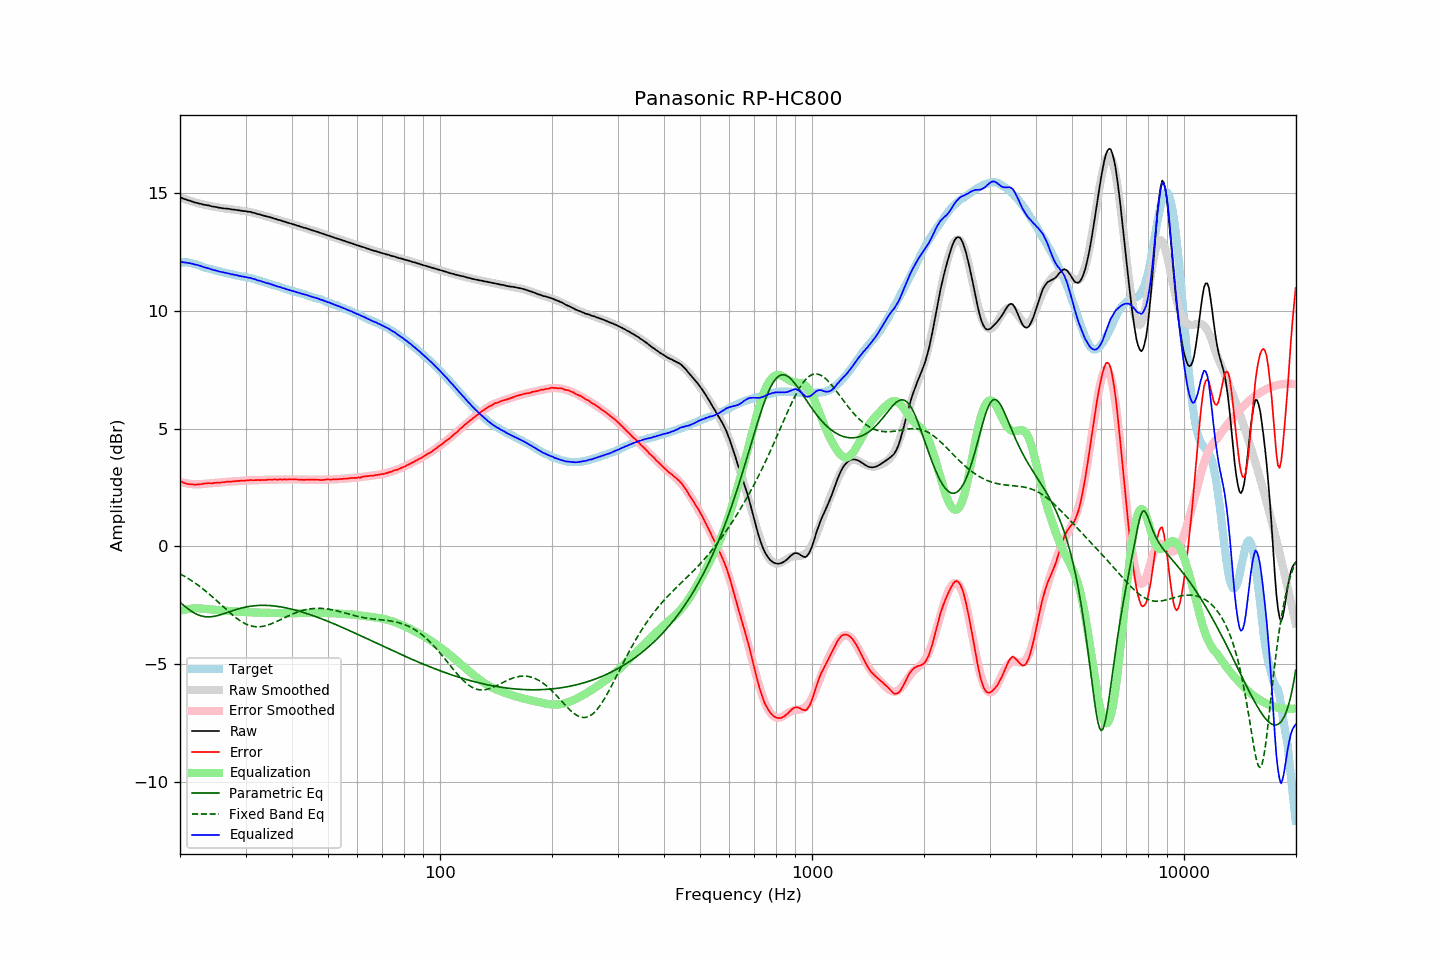 Panasonic RP-HC800
Amplitude (dBr)
15
10
5
0
−5
−10
Target
Raw Smoothed
Error Smoothed
Raw
Error
Equalization
Parametric Eq
Fixed Band Eq
Equalized
100
1000
10000
Frequency (Hz)